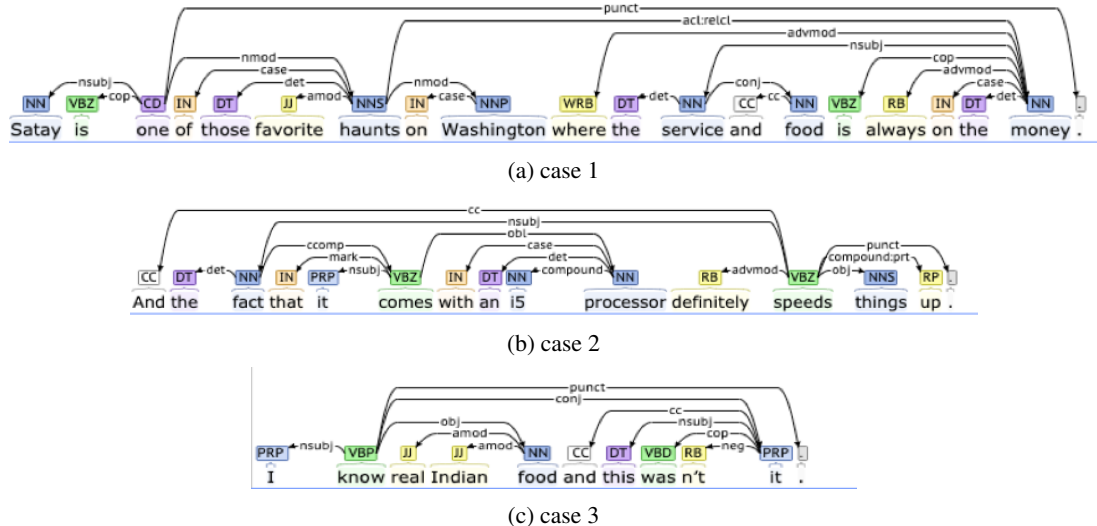 punct
acl:relcl
advmod
nmod nsubj
case cop
nsubj det nmod conj advmod
cop amod case det cc case det
NN VBZ CD IN DT JJ NNS IN NNP WRB DT NN CC NN VBZ RB IN DT NN .
Satay is one of those favorite haunts on Washington where the service and food is always on the money .
(a) case 1
cc
nsubj
obl
ccomp case punct
mark det compound:prt
det nsubj compound advmod obj
CC DT NN IN PRP VBZ IN DT NN NN RB VBZ NNS RP .
And the fact that it comes with an i5 processor definitely speeds things up .
(b) case 2
punct
conj
cc
obj nsubj
amod cop
nsubj amod neg
PRP VBP JJ JJ NN CC DT VBD RB PRP .
I know real Indian food and this was n't it .
(c) case 3